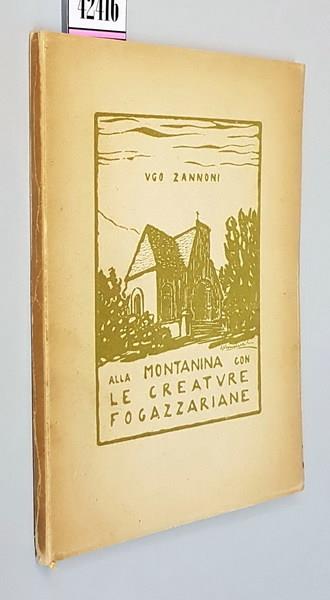 42416
VGO ZANNONI
ALLA MONTANINA CON
LE CREATVRE
FOGAZZARIANE